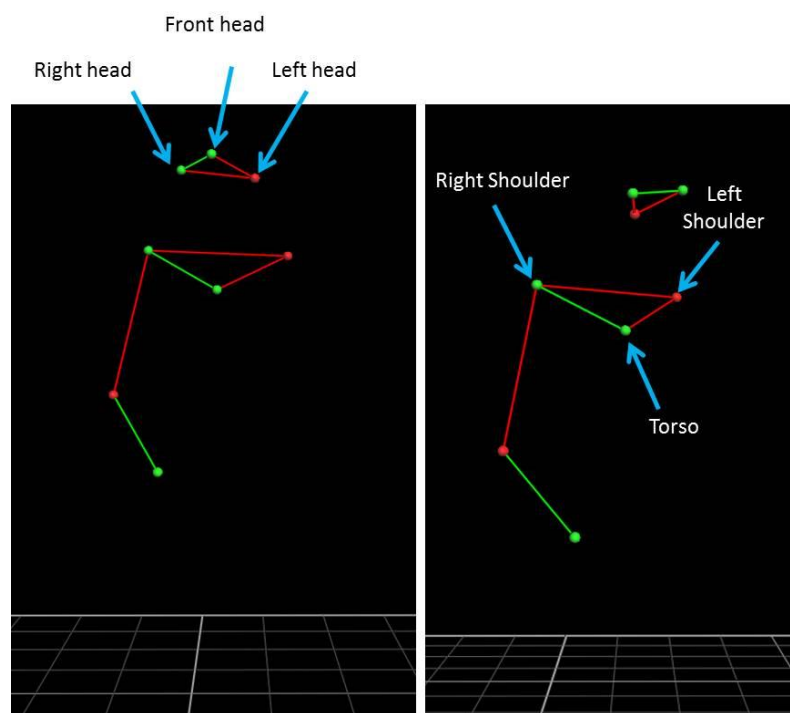 Front head
Right head
Left head
Right Shoulder
Left
Shoulder
Torso